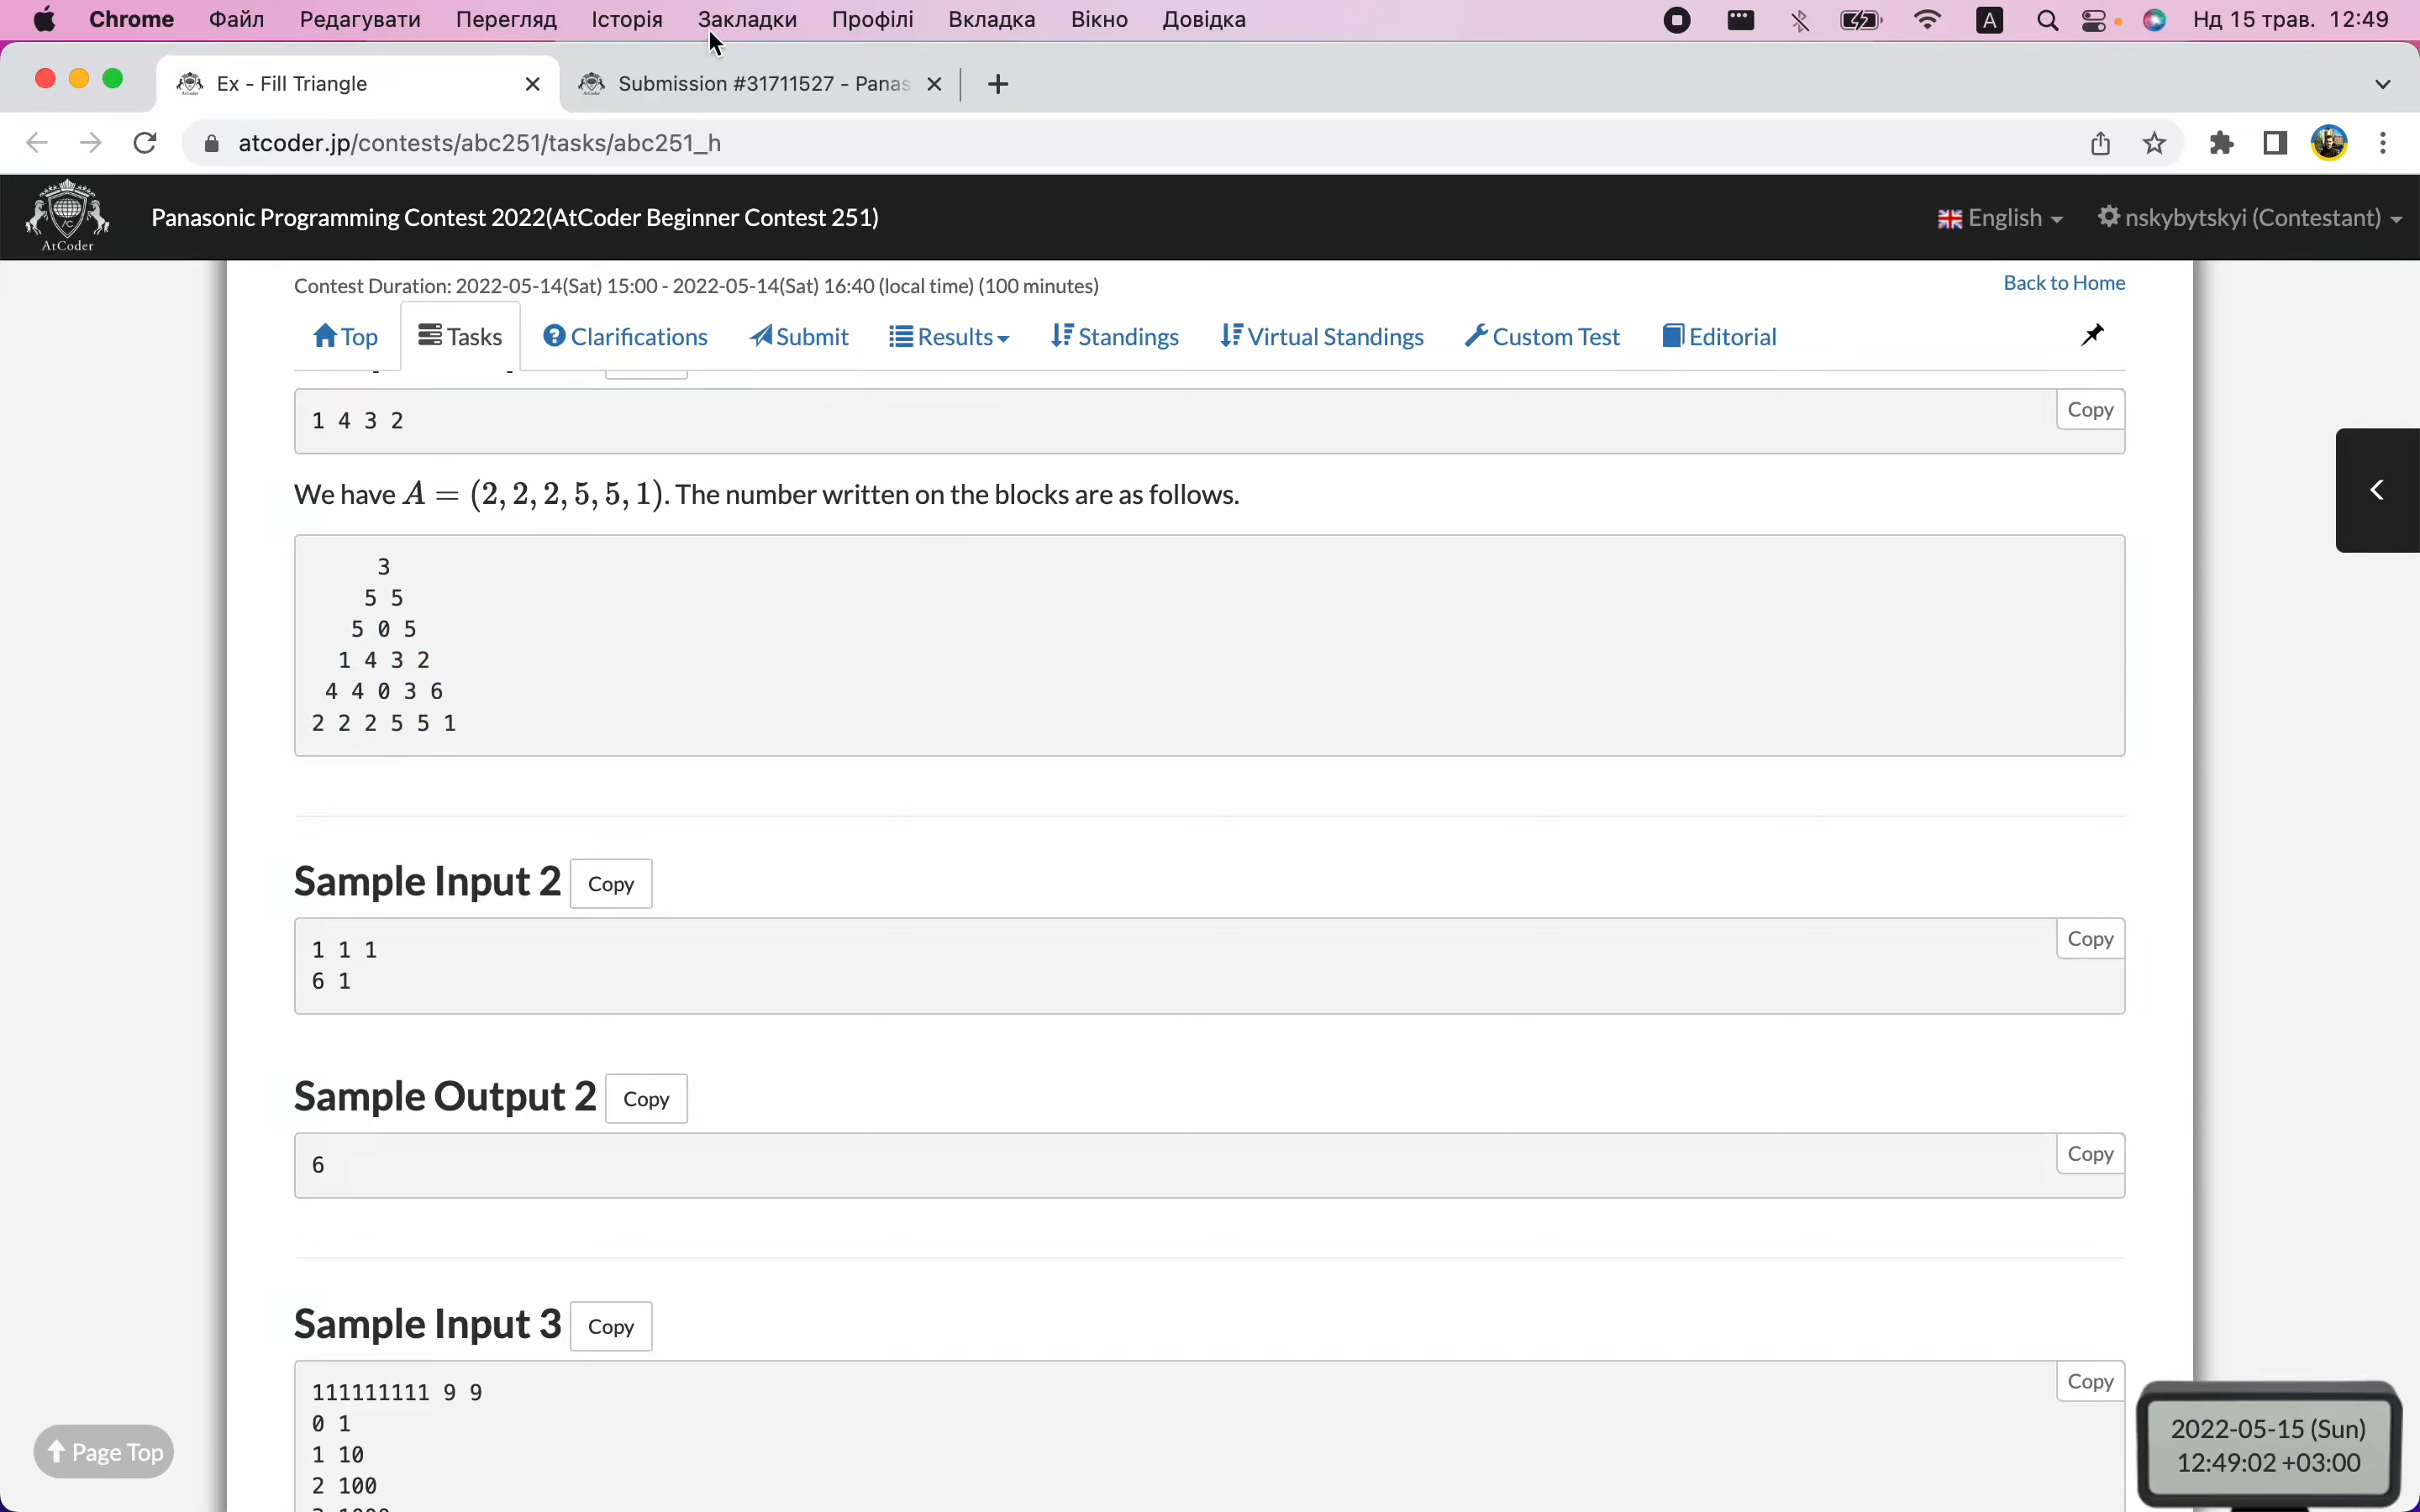 Chrome Файл Редагувати Перегляд Історія Закладки Профілі Вкладка Вікно Довідка A Нд 15 трав. 12:49
Ex - Fill Triangle Submission #31711527 - Panas
atcoder.jp/contests/abc251/tasks/abc251_h
AtCoder Panasonic Programming Contest 2022(AtCoder Beginner Contest 251) English nskybytskyi (Contestant)
Contest Duration: 2022-05-14(Sat) 15:00 - 2022-05-14(Sat) 16:40 (local time) (100 minutes) Back to Home
Top Tasks Clarifications Submit Results Standings Virtual Standings Custom Test Editorial
1 4 3 2 Copy
We have A = (2, 2, 2, 5, 5, 1). The number written on the blocks are as follows.
3
5 5
5 0 5
1 4 3 2
4 4 0 3 6
2 2 2 5 5 1
Sample Input 2 Copy
1 1 1 Copy
6 1
Sample Output 2 Copy
6 Copy
Sample Input 3 Copy
111111111 9 9 Copy
0 1
1 10
2 100
Page Top
2022-05-15 (Sun)
12:49:02 +03:00